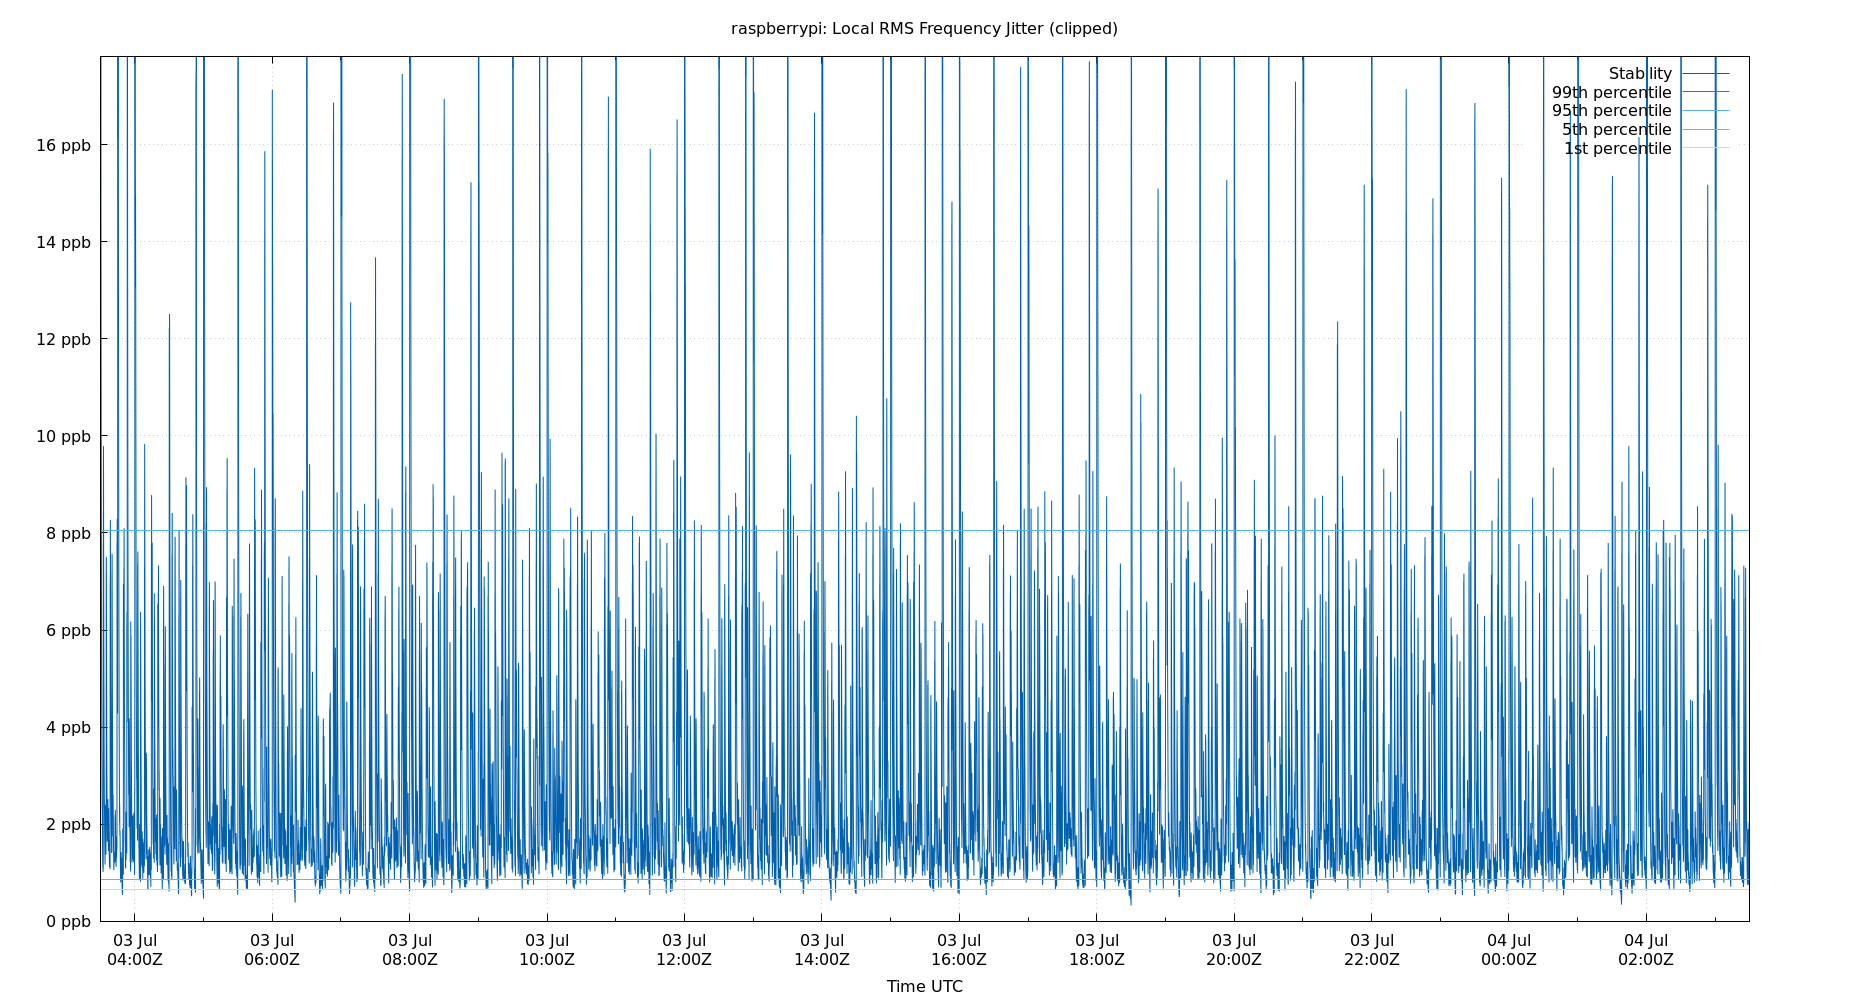 raspberrypi: Local RMS Frequency Jitter (clipped)
Stability
99th percentile
95th percentile
5th percentile
1st percentile
16 ppb
14 ppb
12 ppb
10 ppb
8 ppb
6 ppb
4 ppb
2 ppb
0 ppb
03 Jul 03 Jul 03 Jul 03 Jul 03 Jul 03 Jul 03 Jul 03 Jul 03 Jul 03 Jul 04 Jul 04 Jul
04:00Z 06:00Z 08:00Z 10:00Z 12:00Z 14:00Z 16:00Z 18:00Z 20:00Z 22:00Z 00:00Z 02:00Z
Time UTC